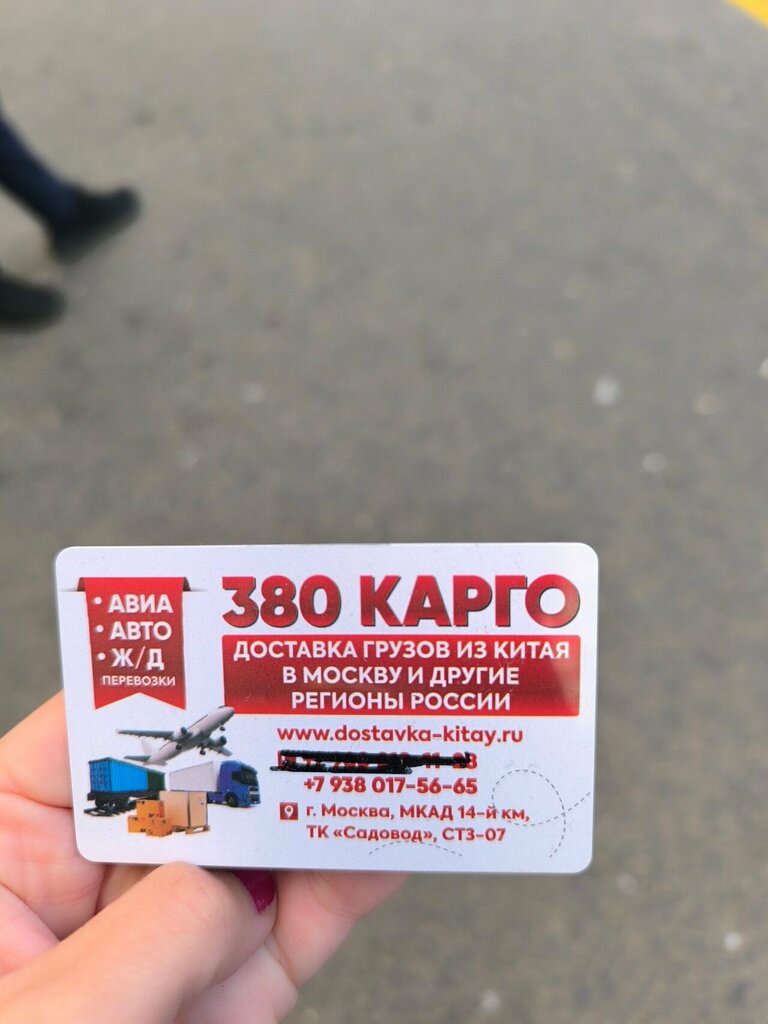 • АВИА
• АВТО
• Ж/Д
ПЕРЕВОЗКИ
380 КАРГО
ДОСТАВКА ГРУЗОВ ИЗ КИТАЯ
В МОСКВУ И ДРУГИЕ
РЕГИОНЫ РОССИИ
www.dostavka-kitay.ru
+7 938 017-56-65
г. Москва, МКАД 14-й км,
ТК «Садовод», СТ3-07